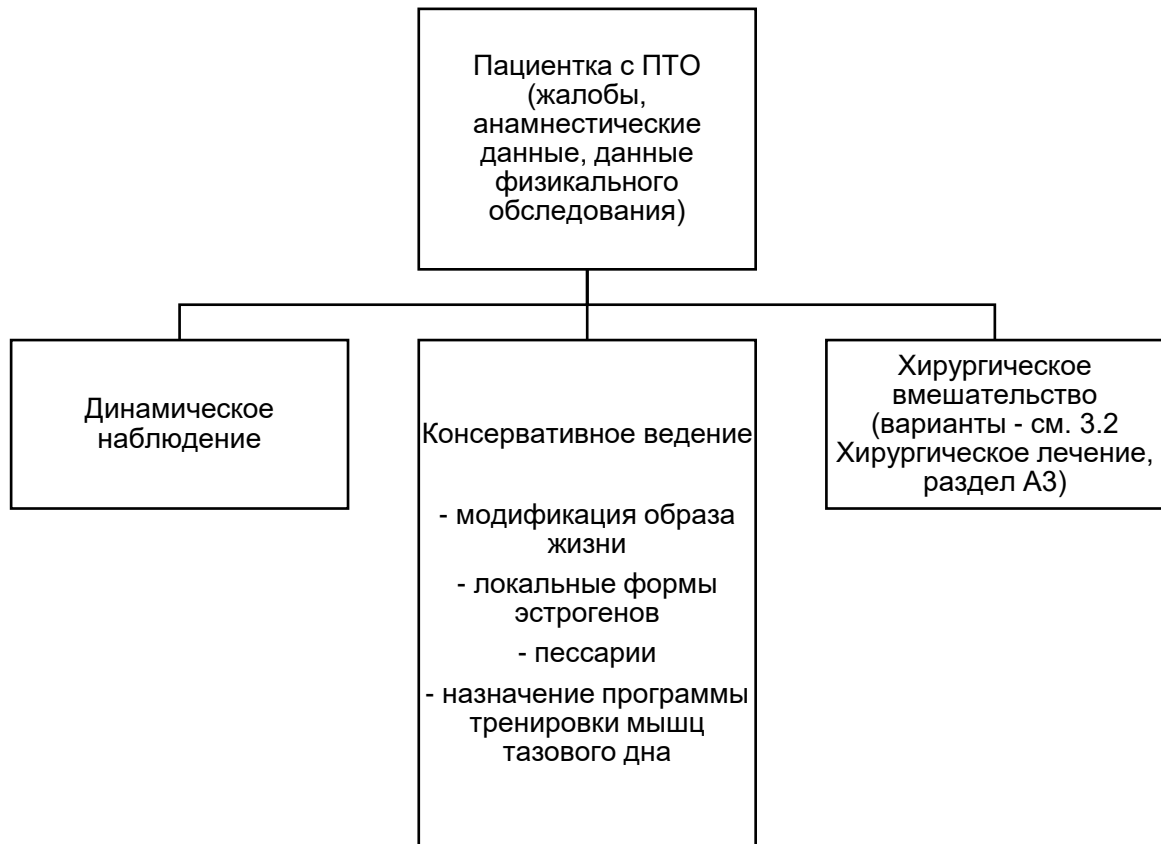 Пациентка с ПТО
(жалобы,
анамнестические
данные, данные
физикального
обследования)
Динамическое
наблюдение
Консервативное ведение
- модификация образа
жизни
- локальные формы
эстрогенов
- пессарии
- назначение программы
тренировки мышц
тазового дна
Хирургическое
вмешательство
(варианты - см. 3.2
Хирургическое лечение,
раздел А3)